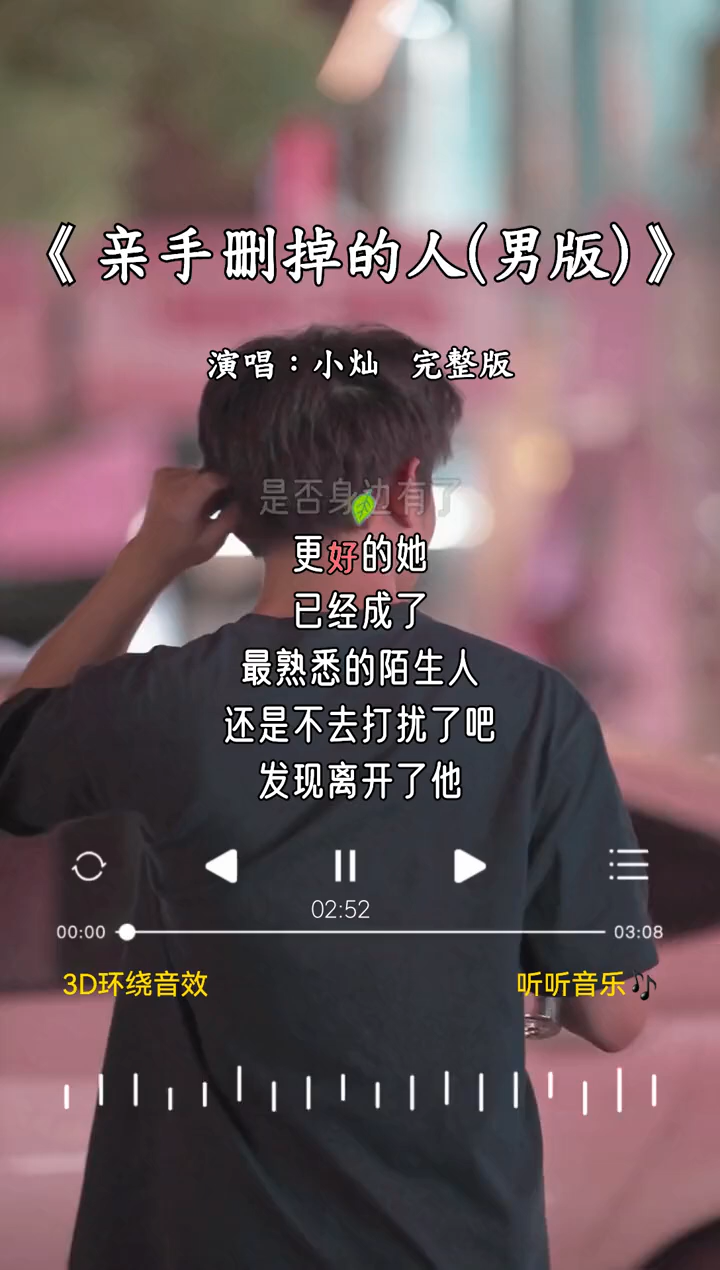 《亲手删掉的人(男版)》
演唱：小灿 完整版
是否身边有了
更好的她
已经成了
最熟悉的陌生人
还是不去打扰了吧
发现离开了他
02:52
00:00 03:08
3D环绕音效 听听音乐🎶